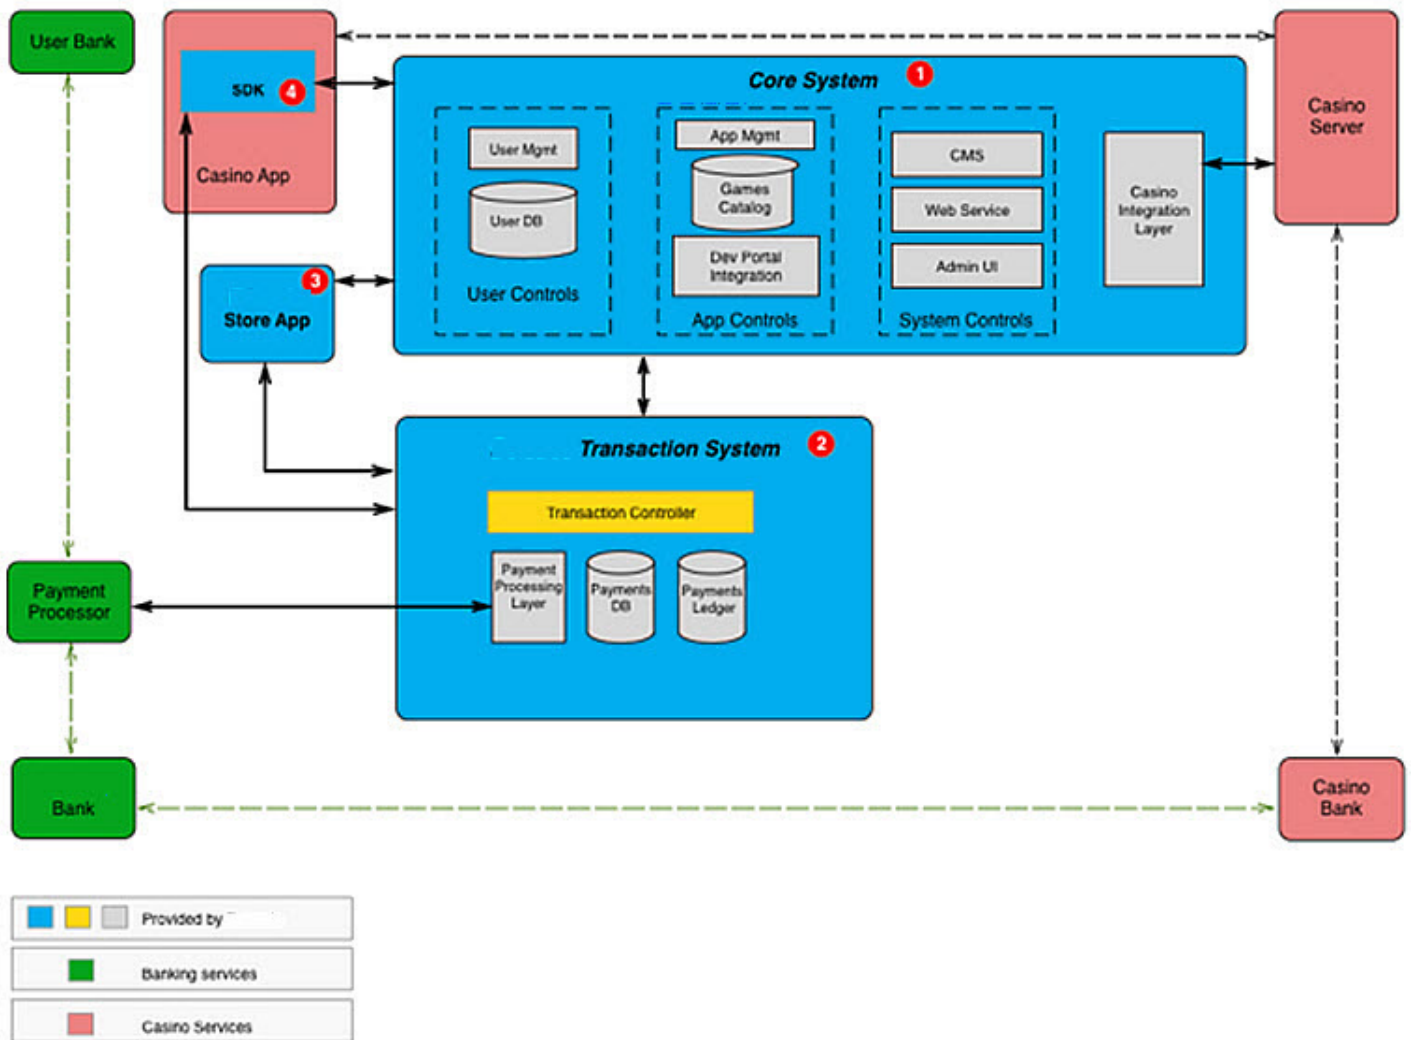 User Bank
SDK
4
Casino App
Core System
1
User Mgmt
User DB
User Controls
App Mgmt
Games
Catalog
Dev Portal
Integration
App Controls
CMS
Web Service
Admin UI
System Controls
Casino
Integration
Layer
Casino
Server
3
Store App
Transaction System
2
Transaction Controller
Payment
Processing
Layer
Payments
DB
Payments
Ledger
Payment
Processor
Bank
Casino
Bank
Provided by
Banking services
Casino Services